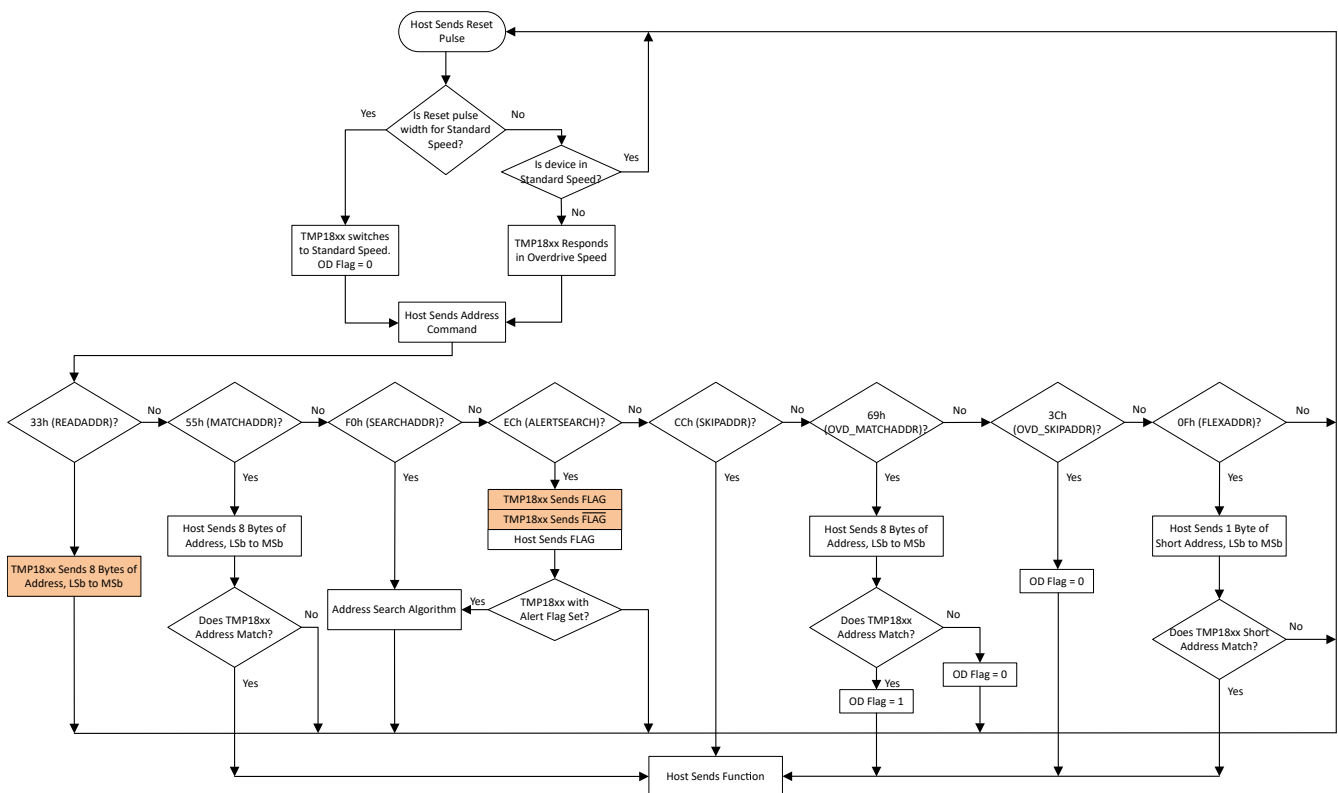 Host Sends Reset
Pulse
Yes
Is Reset pulse
width for Standard
Speed?
No
Is device in
Standard Speed?
Yes
No
TMP18xx switches
to Standard Speed.
OD Flag = 0
TMP18xx Responds
in Overdrive Speed
Host Sends Address
Command
33h (READADDR)?
No
55h (MATCHADDR)?
No
F0h (SEARCHADDR)?
No
ECh (ALERTSEARCH)?
No
CCh (SKIPADDR)?
No
69h
(OVD_MATCHADDR)?
No
3Ch
(OVD_SKIPADDR)?
No
0Fh (FLEXADDR)?
No
Yes
Yes
Yes
Yes
Yes
Yes
Yes
Yes
TMP18xx Sends 8 Bytes of
Address, LSb to MSb
Host Sends 8 Bytes of
Address, LSb to MSb
Does TMP18xx
Address Match?
No
Yes
Address Search Algorithm
TMP18xx Sends FLAG
TMP18xx Sends F̅L̅A̅G̅
Host Sends FLAG
Yes
TMP18xx with
Alert Flag Set?
Host Sends 8 Bytes of
Address, LSb to MSb
Does TMP18xx
Address Match?
No
Yes
OD Flag = 1
OD Flag = 0
OD Flag = 0
Host Sends 1 Byte of
Short Address, LSb to MSb
Does TMP18xx Short
Address Match?
No
Yes
Host Sends Function